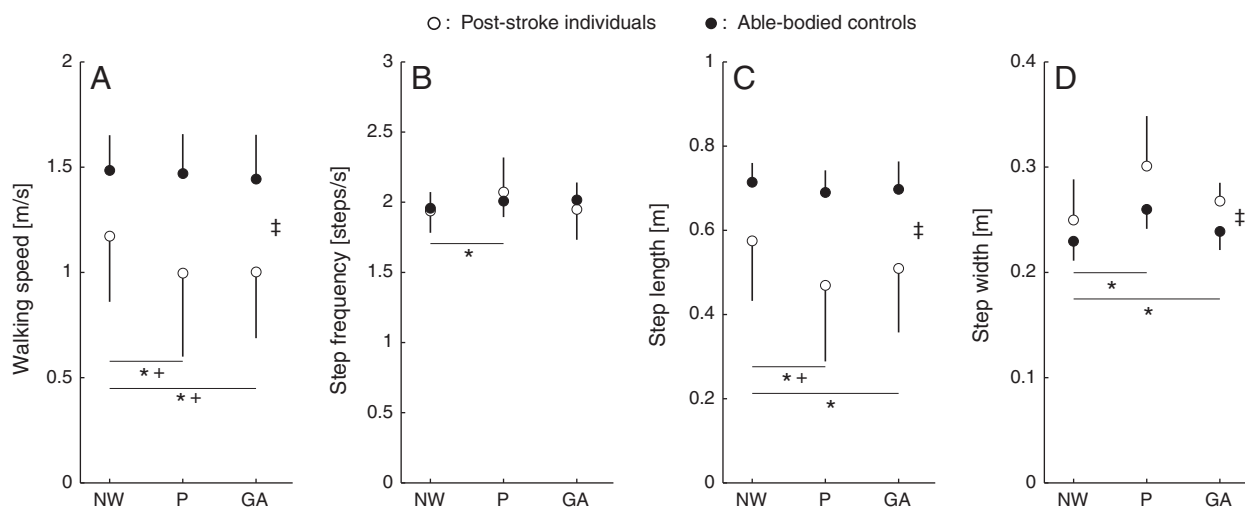 ○: Post-stroke individuals ●: Able-bodied controls
A
Walking speed [m/s]
2
1.5
1
0.5
0
‡
* +
* +
NW P GA
B
Step frequency [steps/s]
3
2.5
2
1.5
1
0.5
0
*
NW P GA
C
Step length [m]
1
0.8
0.6
0.4
0.2
0
‡
* +
*
NW P GA
D
Step width [m]
0.4
0.3
0.2
0.1
0
‡
*
*
NW P GA